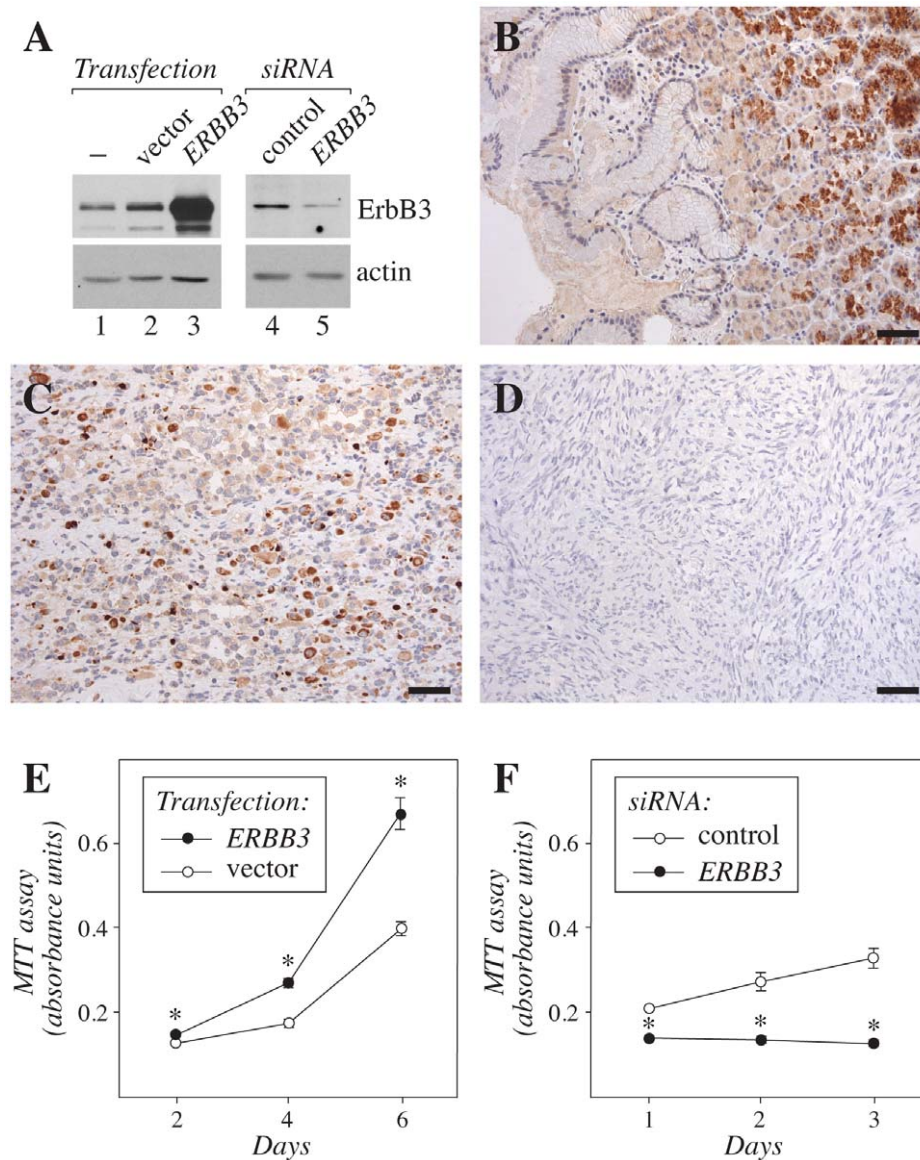 A
B
Transfection siRNA
– vector ERBB3 control ERBB3
ErbB3
actin
1 2 3 4 5
C
D
E
Transfection:
ERBB3
vector
MTT assay
(absorbance units)
0.6
0.4
0.2
*
*
*
2 4 6
Days
F
siRNA:
control
ERBB3
MTT assay
(absorbance units)
0.6
0.4
0.2
* * *
1 2 3
Days